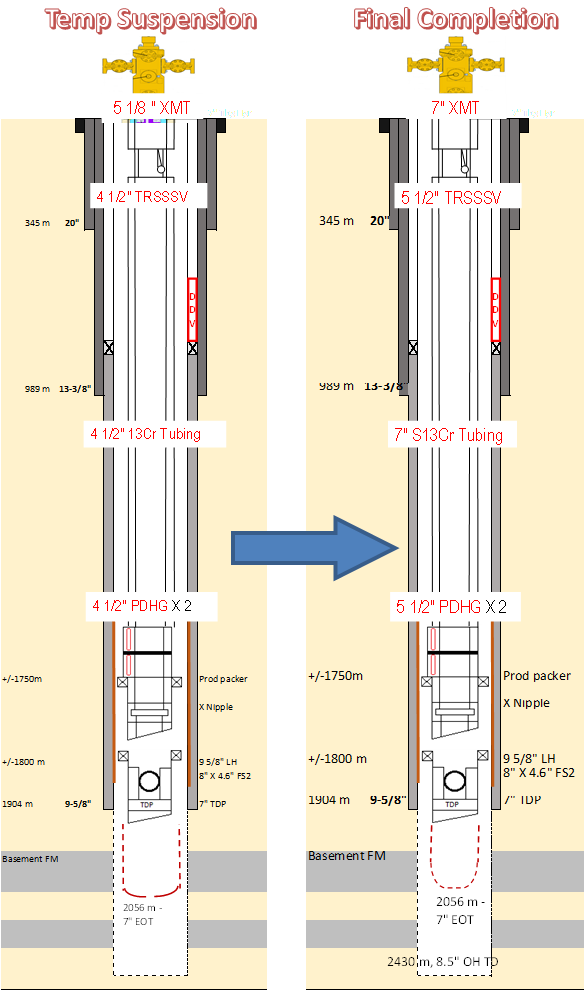 Temp Suspension
Final Completion
5 1/8 " XMT
7" XMT
4 1/2" TRSSSV
5 1/2" TRSSSV
345 m 20"
345 m 20"
D
D
V
D
D
V
989 m 13-3/8"
989 m 13-3/8"
4 1/2" 13Cr Tubing
7" S13Cr Tubing
4 1/2" PDHG X 2
5 1/2" PDHG X 2
+/-1750m
Prod packer
X Nipple
+/-1750m
Prod packer
X Nipple
+/-1800 m
9 5/8" LH
8" X 4.6" FS2
+/-1800 m
9 5/8" LH
8" X 4.6" FS2
1904 m 9-5/8"
TDP
7" TDP
1904 m 9-5/8"
TDP
7" TDP
Basement FM
Basement FM
2056 m -
7" EOT
2056 m -
7" EOT
2430 m, 8.5" OH TD